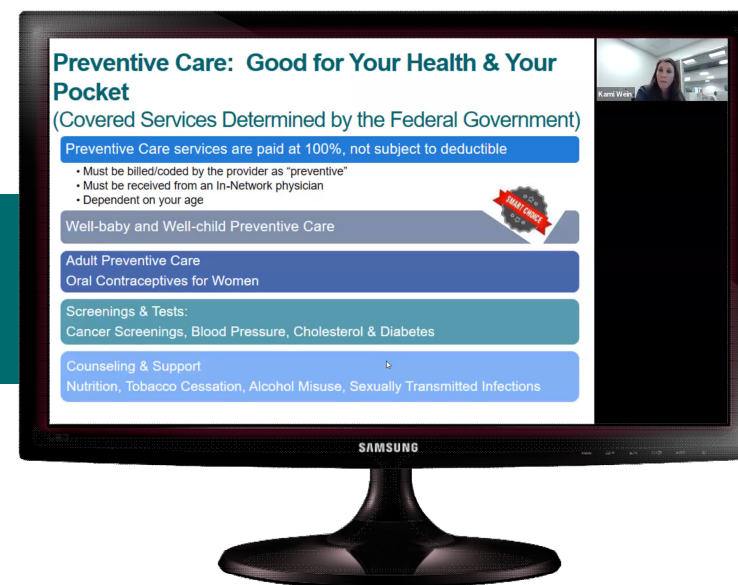 Preventive Care: Good for Your Health & Your
Pocket
(Covered Services Determined by the Federal Government)
Preventive Care services are paid at 100%, not subject to deductible
• Must be billed/coded by the provider as “preventive”
• Must be received from an In-Network physician
• Dependent on your age
SMART CHOICE
Well-baby and Well-child Preventive Care
Adult Preventive Care
Oral Contraceptives for Women
Screenings & Tests:
Cancer Screenings, Blood Pressure, Cholesterol & Diabetes
Counseling & Support
Nutrition, Tobacco Cessation, Alcohol Misuse, Sexually Transmitted Infections
Kami Wein
SAMSUNG